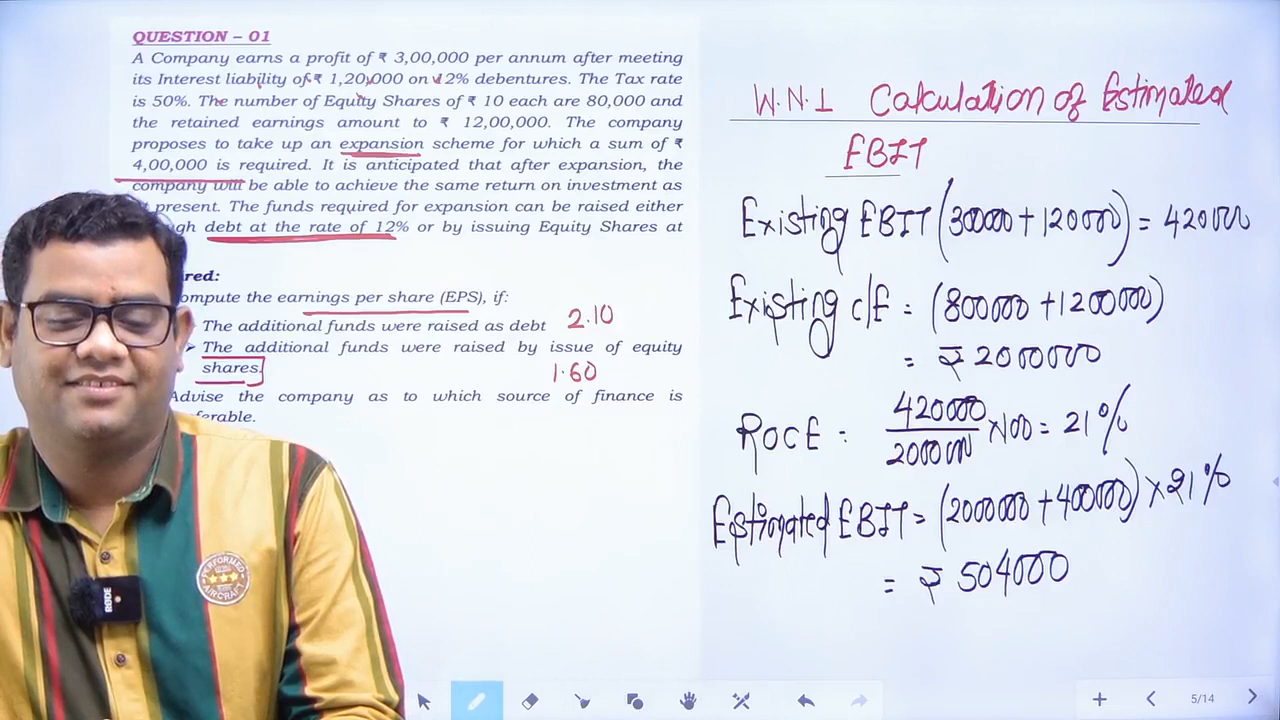 QUESTION – 01
A Company earns a profit of ₹ 3,00,000 per annum after meeting
its Interest liability of ₹ 1,20,000 on 12% debentures. The Tax rate
is 50%. The number of Equity Shares of ₹ 10 each are 80,000 and
the retained earnings amount to ₹ 12,00,000. The company
proposes to take up an expansion scheme for which a sum of ₹
4,00,000 is required. It is anticipated that after expansion, the
company will be able to achieve the same return on investment as
present. The funds required for expansion can be raised either
debt at the rate of 12% or by issuing Equity Shares at
ompute the earnings per share (EPS), if:
The additional funds were raised as debt 2.10
The additional funds were raised by issue of equity
shares. 1.60
Advise the company as to which source of finance is
W.N.1 Calculation of Estimated
EBIT
Existing EBIT (300000 + 120000) = 420000
Existing c/E = (800000 + 1200000)
= ₹ 2000000
ROCE = 420000/2000000 × 100 = 21%
Estimated EBIT = (2000000 + 400000) × 21%
= ₹ 504000
PERFORMED
AIRCRAFT
RODE
5/14